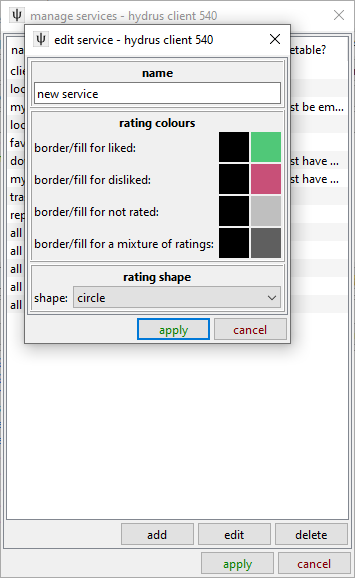 manage services - hydrus client 540
edit service - hydrus client 540
name
new service
rating colours
border/fill for liked:
border/fill for disliked:
border/fill for not rated:
border/fill for a mixture of ratings:
rating shape
shape: circle
apply cancel
etable?
st be em...
st have ...
st have ...
na
clie
loc
my
loc
fav
do
my
tra
rep
all
all
all
all
all
add edit delete
apply cancel